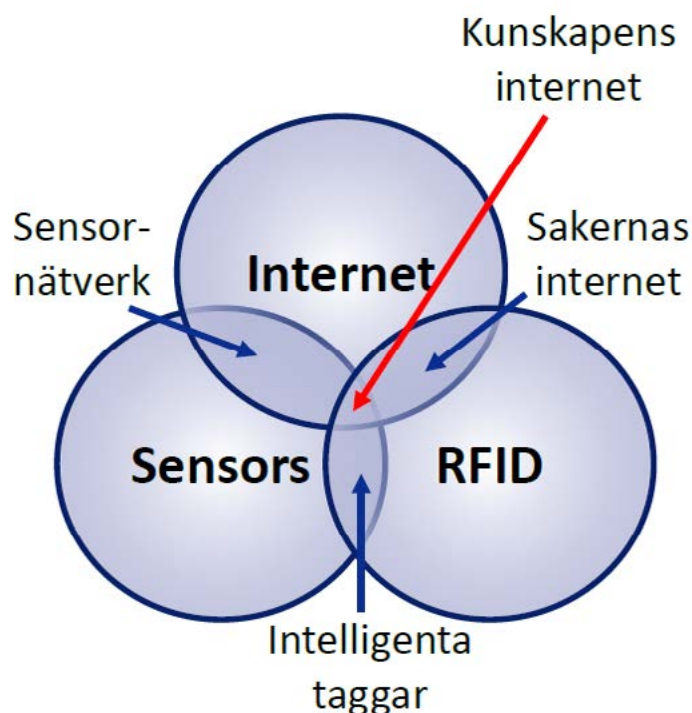 Kunskapens
internet
Sensor-
nätverk
Internet
Sakernas
internet
Sensors
RFID
Intelligenta
taggar